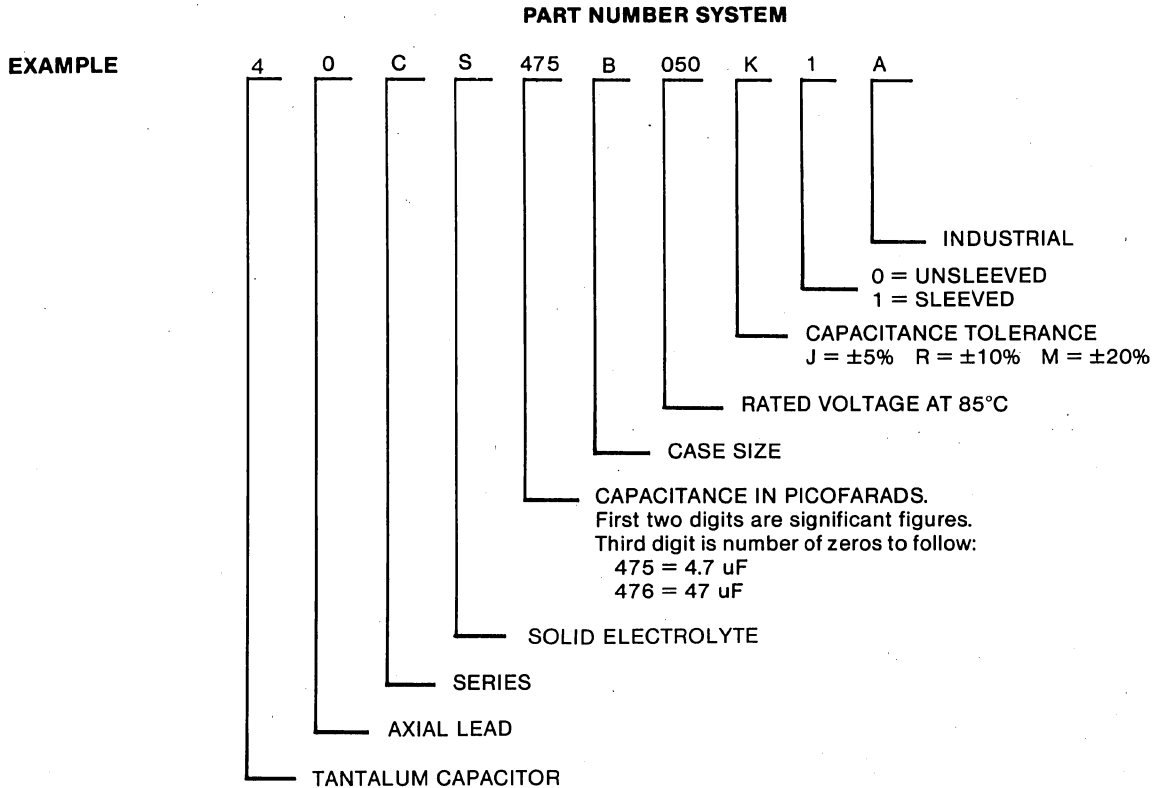 PART NUMBER SYSTEM
EXAMPLE 4 0 C S 475 B 050 K 1 A
INDUSTRIAL
0 = UNSLEEVED
1 = SLEEVED
CAPACITANCE TOLERANCE
J = ±5% R = ±10% M = ±20%
RATED VOLTAGE AT 85°C
CASE SIZE
CAPACITANCE IN PICOFARADS.
First two digits are significant figures.
Third digit is number of zeros to follow:
475 = 4.7 uF
476 = 47 uF
SOLID ELECTROLYTE
SERIES
AXIAL LEAD
TANTALUM CAPACITOR